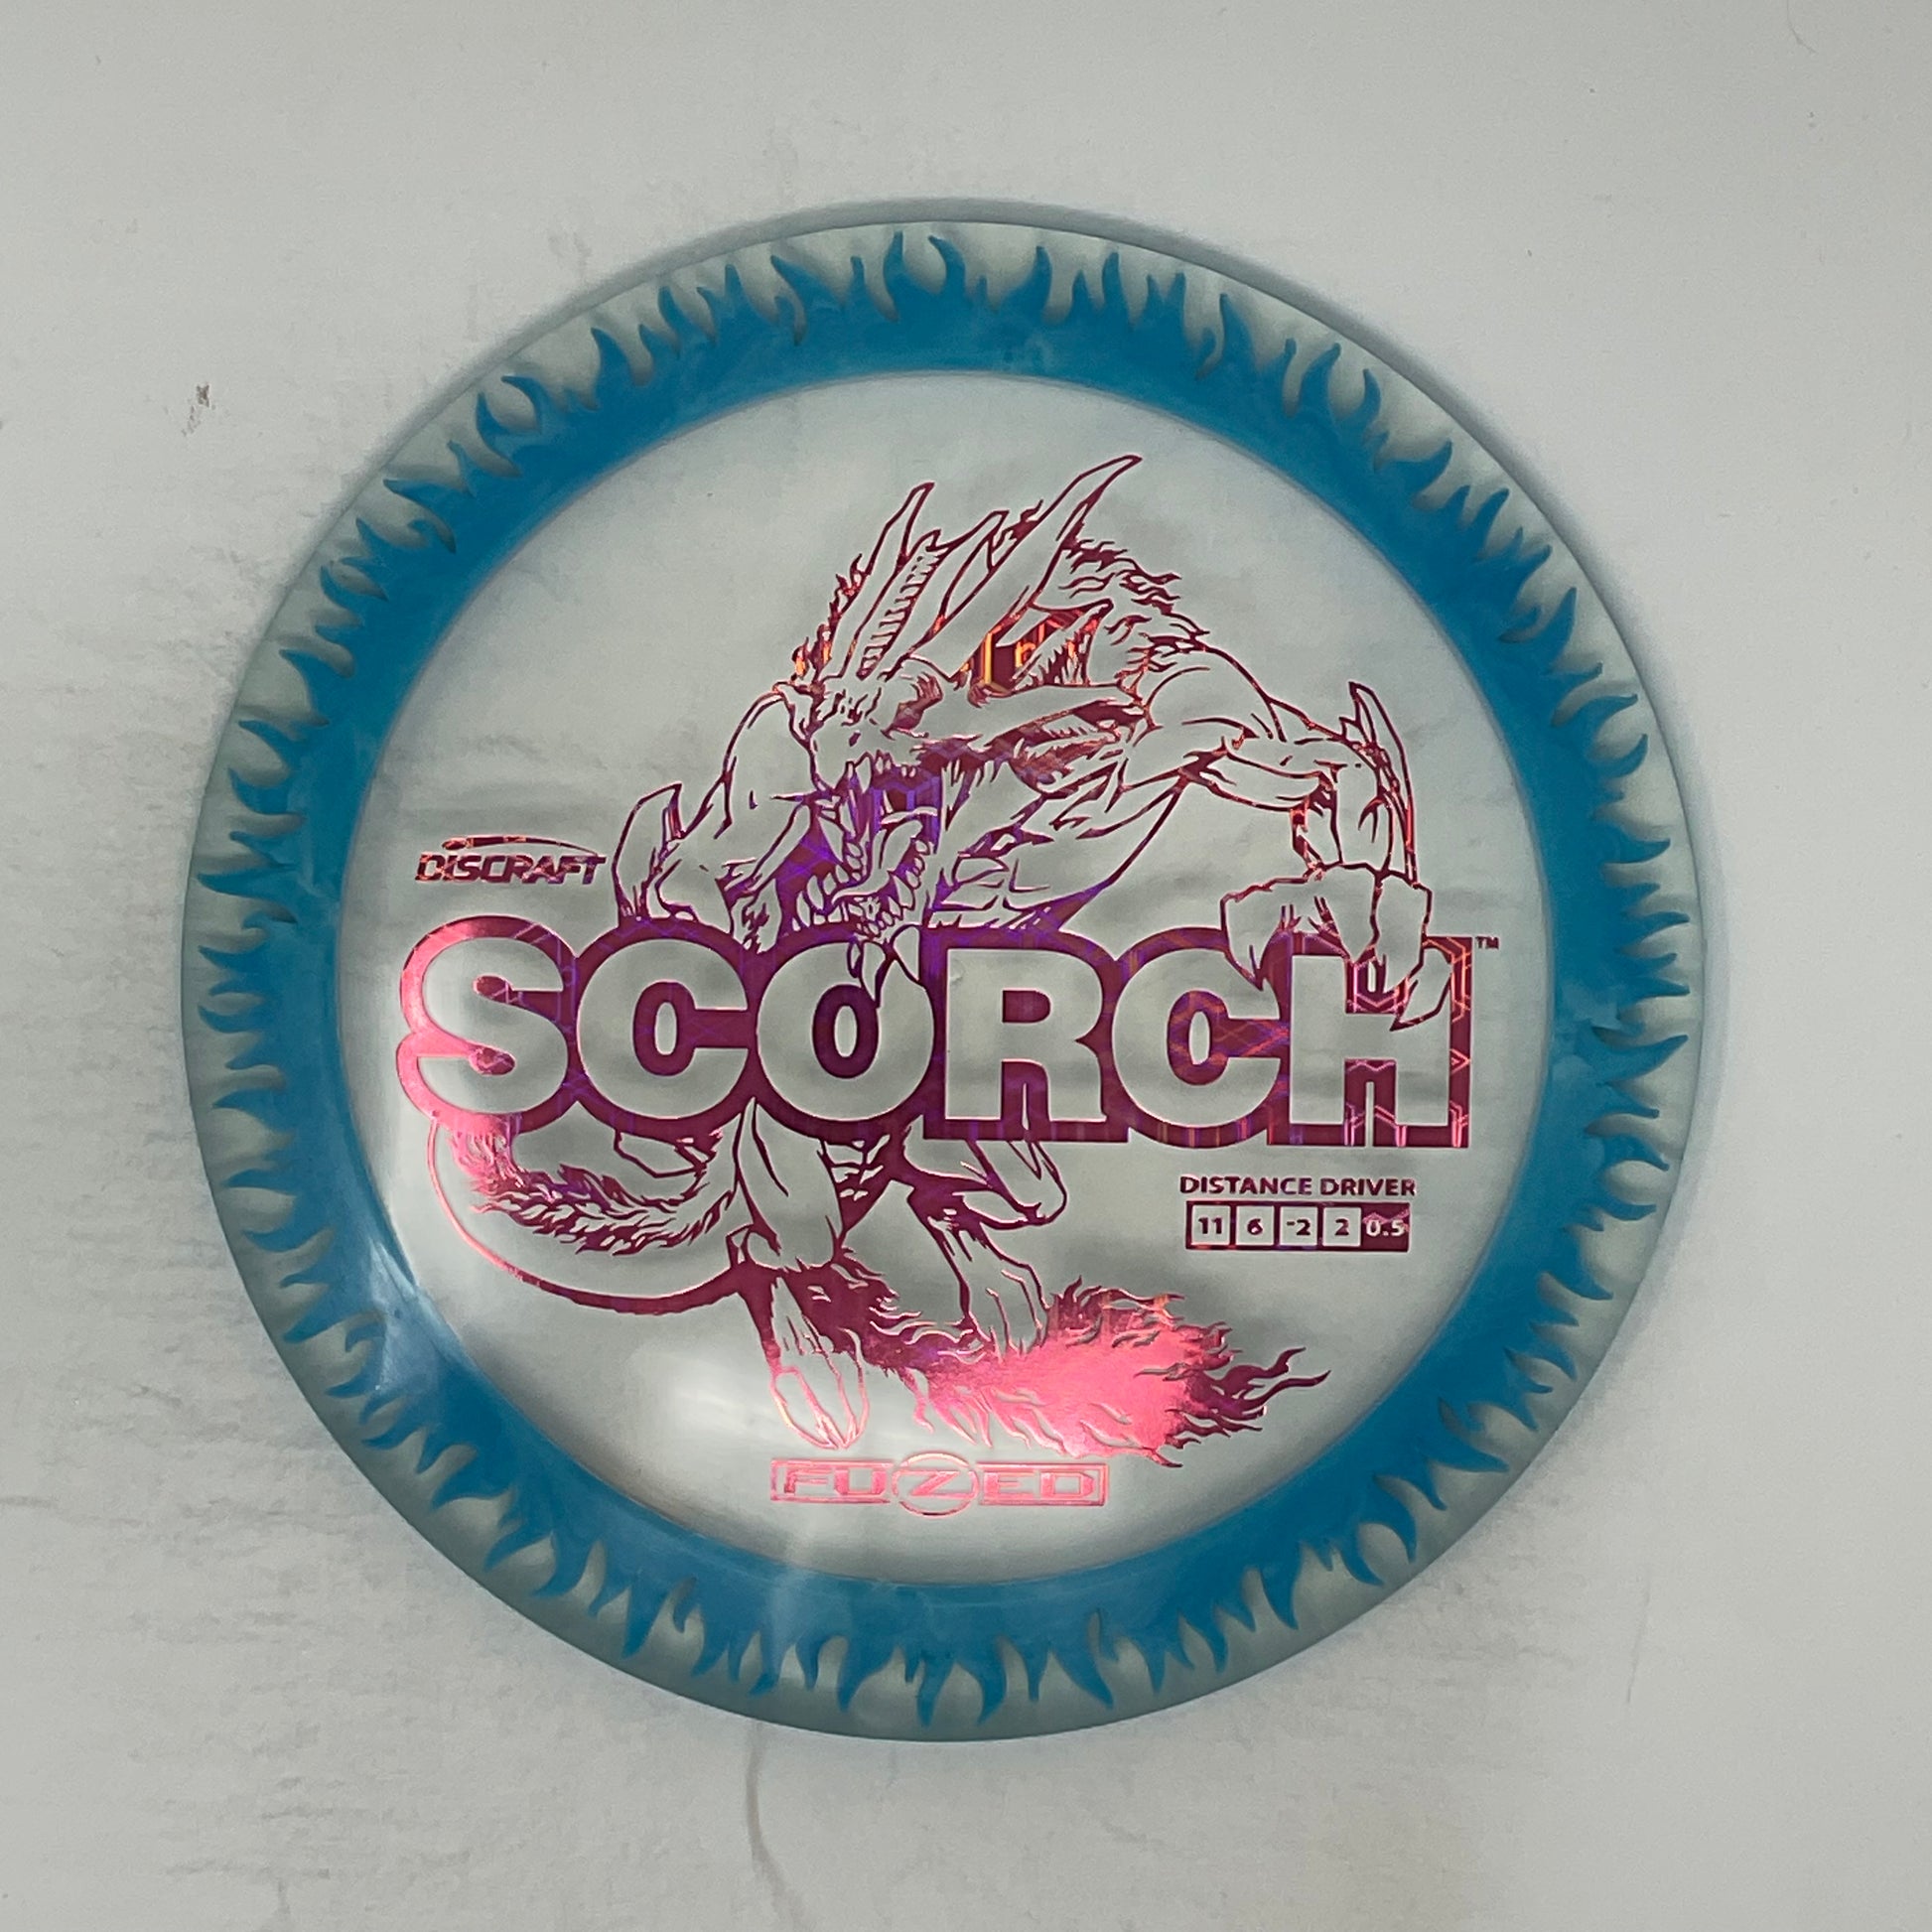 DISCRAFT
SCORCH™
DISTANCE DRIVER
11 6 -2 2 0.5
FUZED